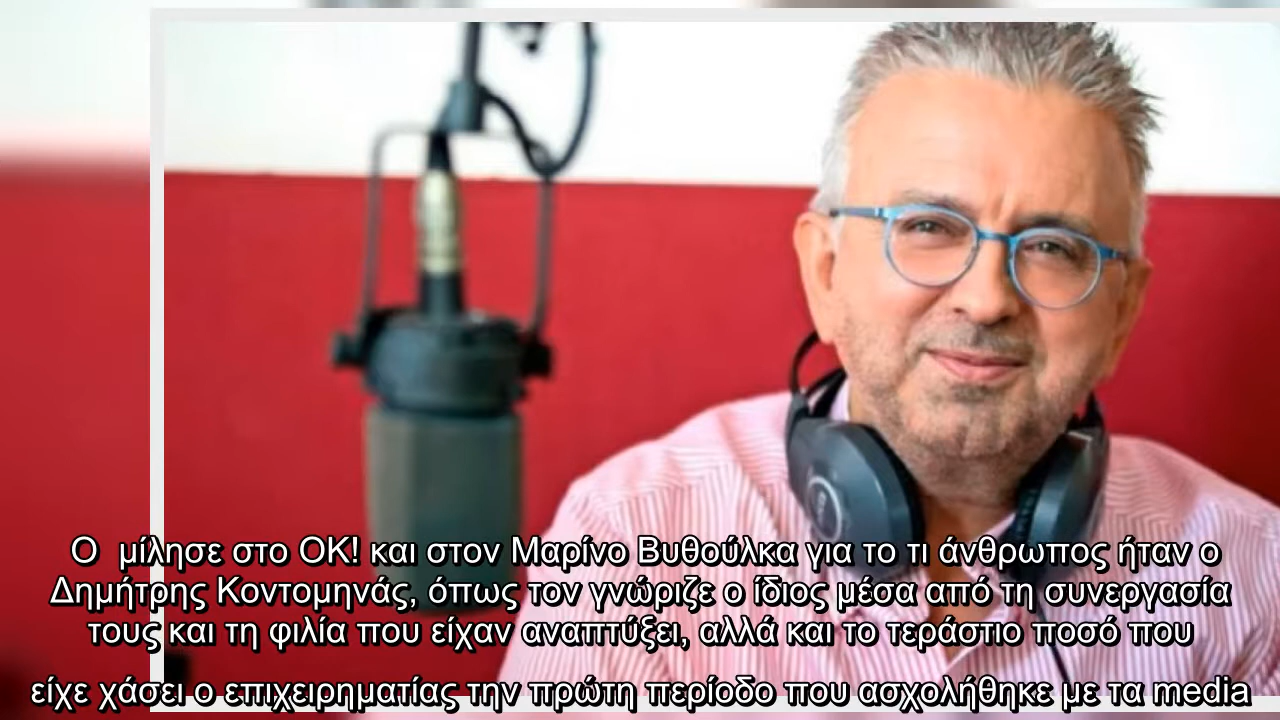 Ο μίλησε στο ΟΚ! και στον Μαρίνο Βυθούλκα για το τι άνθρωπος ήταν ο
Δημήτρης Κοντομηνάς, όπως τον γνώριζε ο ίδιος μέσα από τη συνεργασία
τους και τη φιλία που είχαν αναπτύξει, αλλά και το τεράστιο ποσό που
είχε χάσει ο επιχειρηματίας την πρώτη περίοδο που ασχολήθηκε με τα media